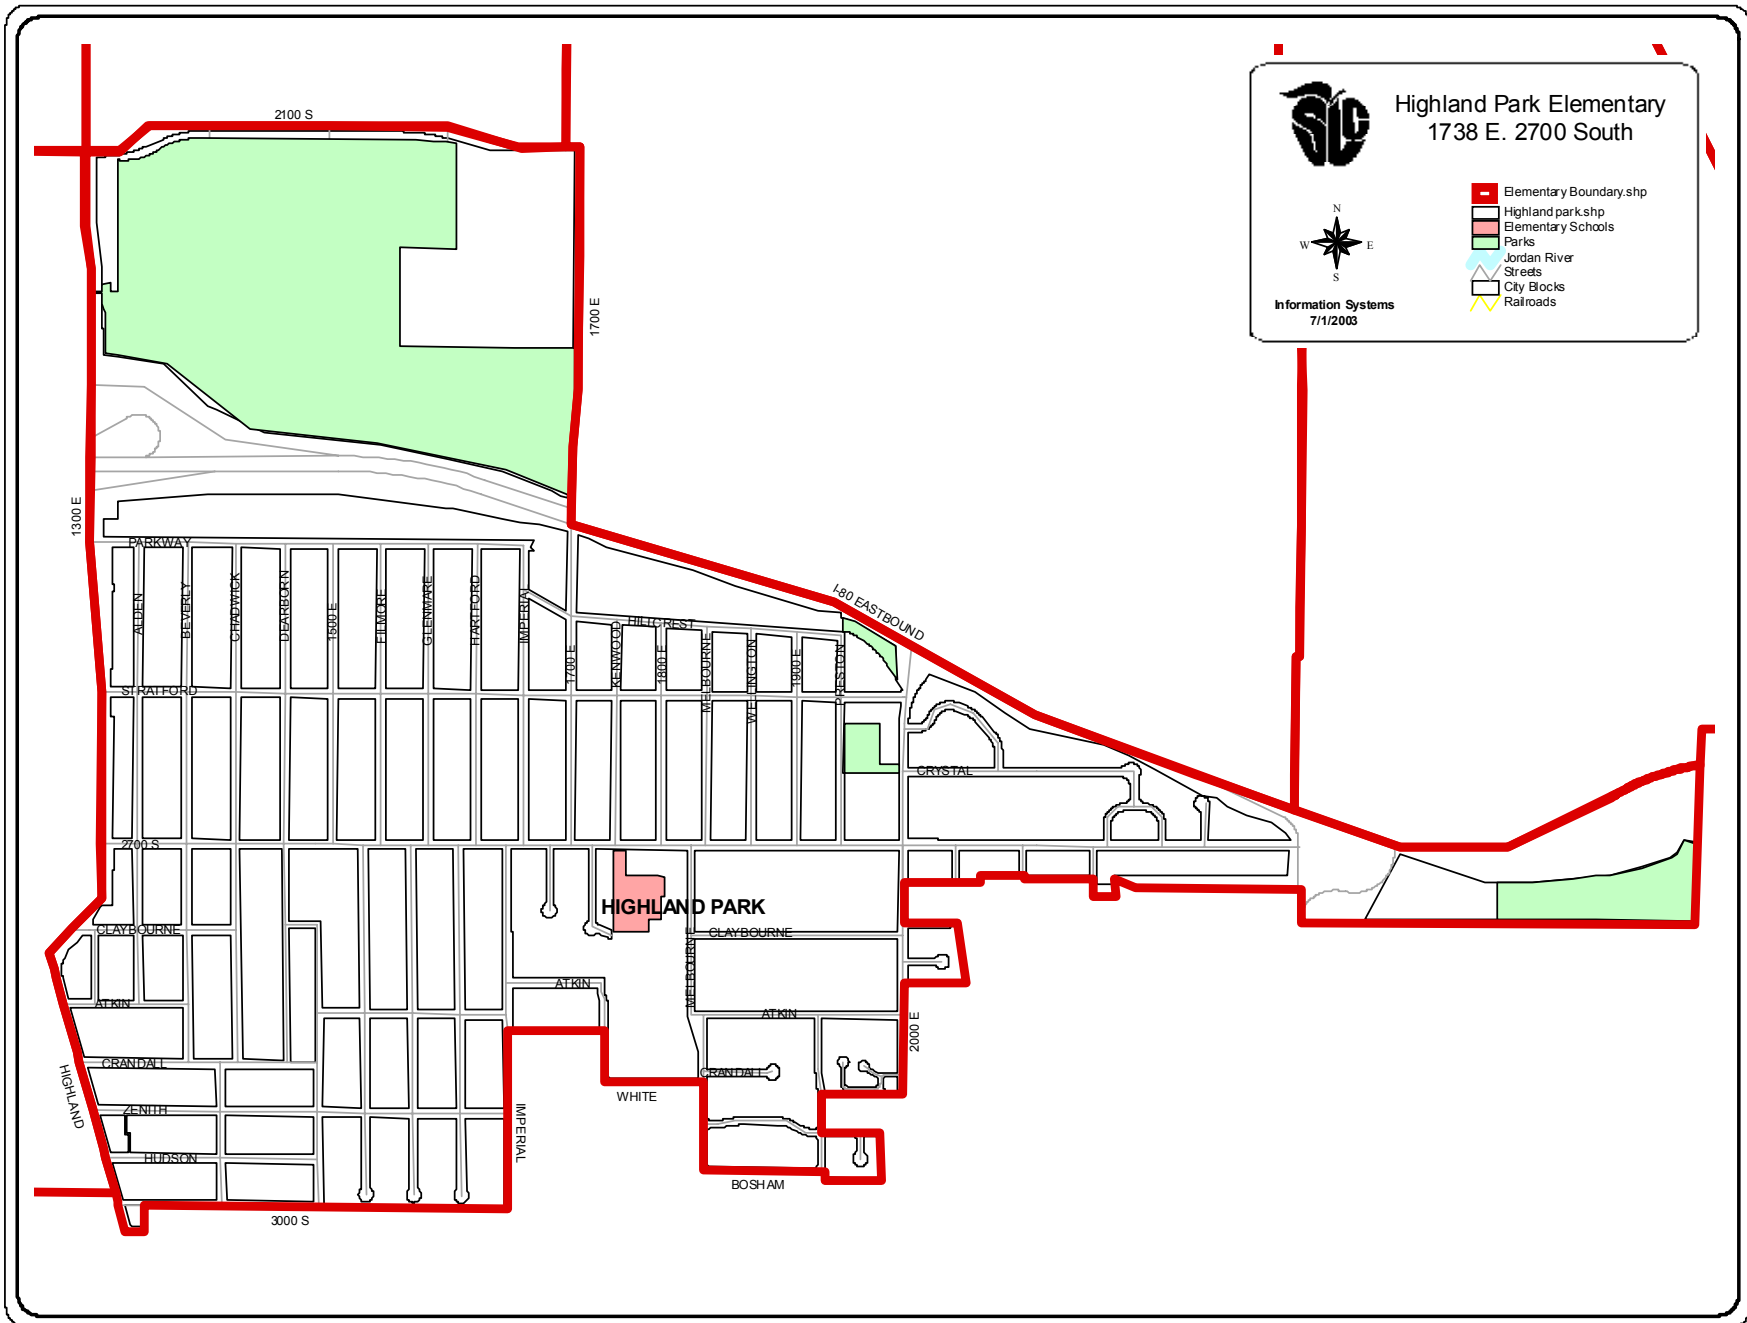 2100 S
SLC
Highland Park Elementary
1738 E. 2700 South
Elementary Boundary.shp
Highland park.shp
Elementary Schools
Parks
Jordan River
Streets
City Blocks
Railroads
N
W
E
S
Information Systems
7/1/2003
1700 E
1300 E
I-80 EASTBOUND
PARKWAY
ALDEN
BEVERLY
CHADWICK
DEARBORN
1500 E
FILMORE
GLENMARE
HARTFORD
IMPERIAL
HILLCREST
1700 E
KENWOOD
1800 E
MELBOURNE
WELLINGTON
1900 E
PRESTON
STRATFORD
CRYSTAL
2700 S
HIGHLAND PARK
CLAYBOURNE
CLAYBOURNE
MELBOURNE
ATKIN
ATKIN
ATKIN
2000 E
CRANDALL
CRANDALL
HIGHLAND
WHITE
ZENITH
IMPERIAL
HUDSON
BOSHAM
3000 S